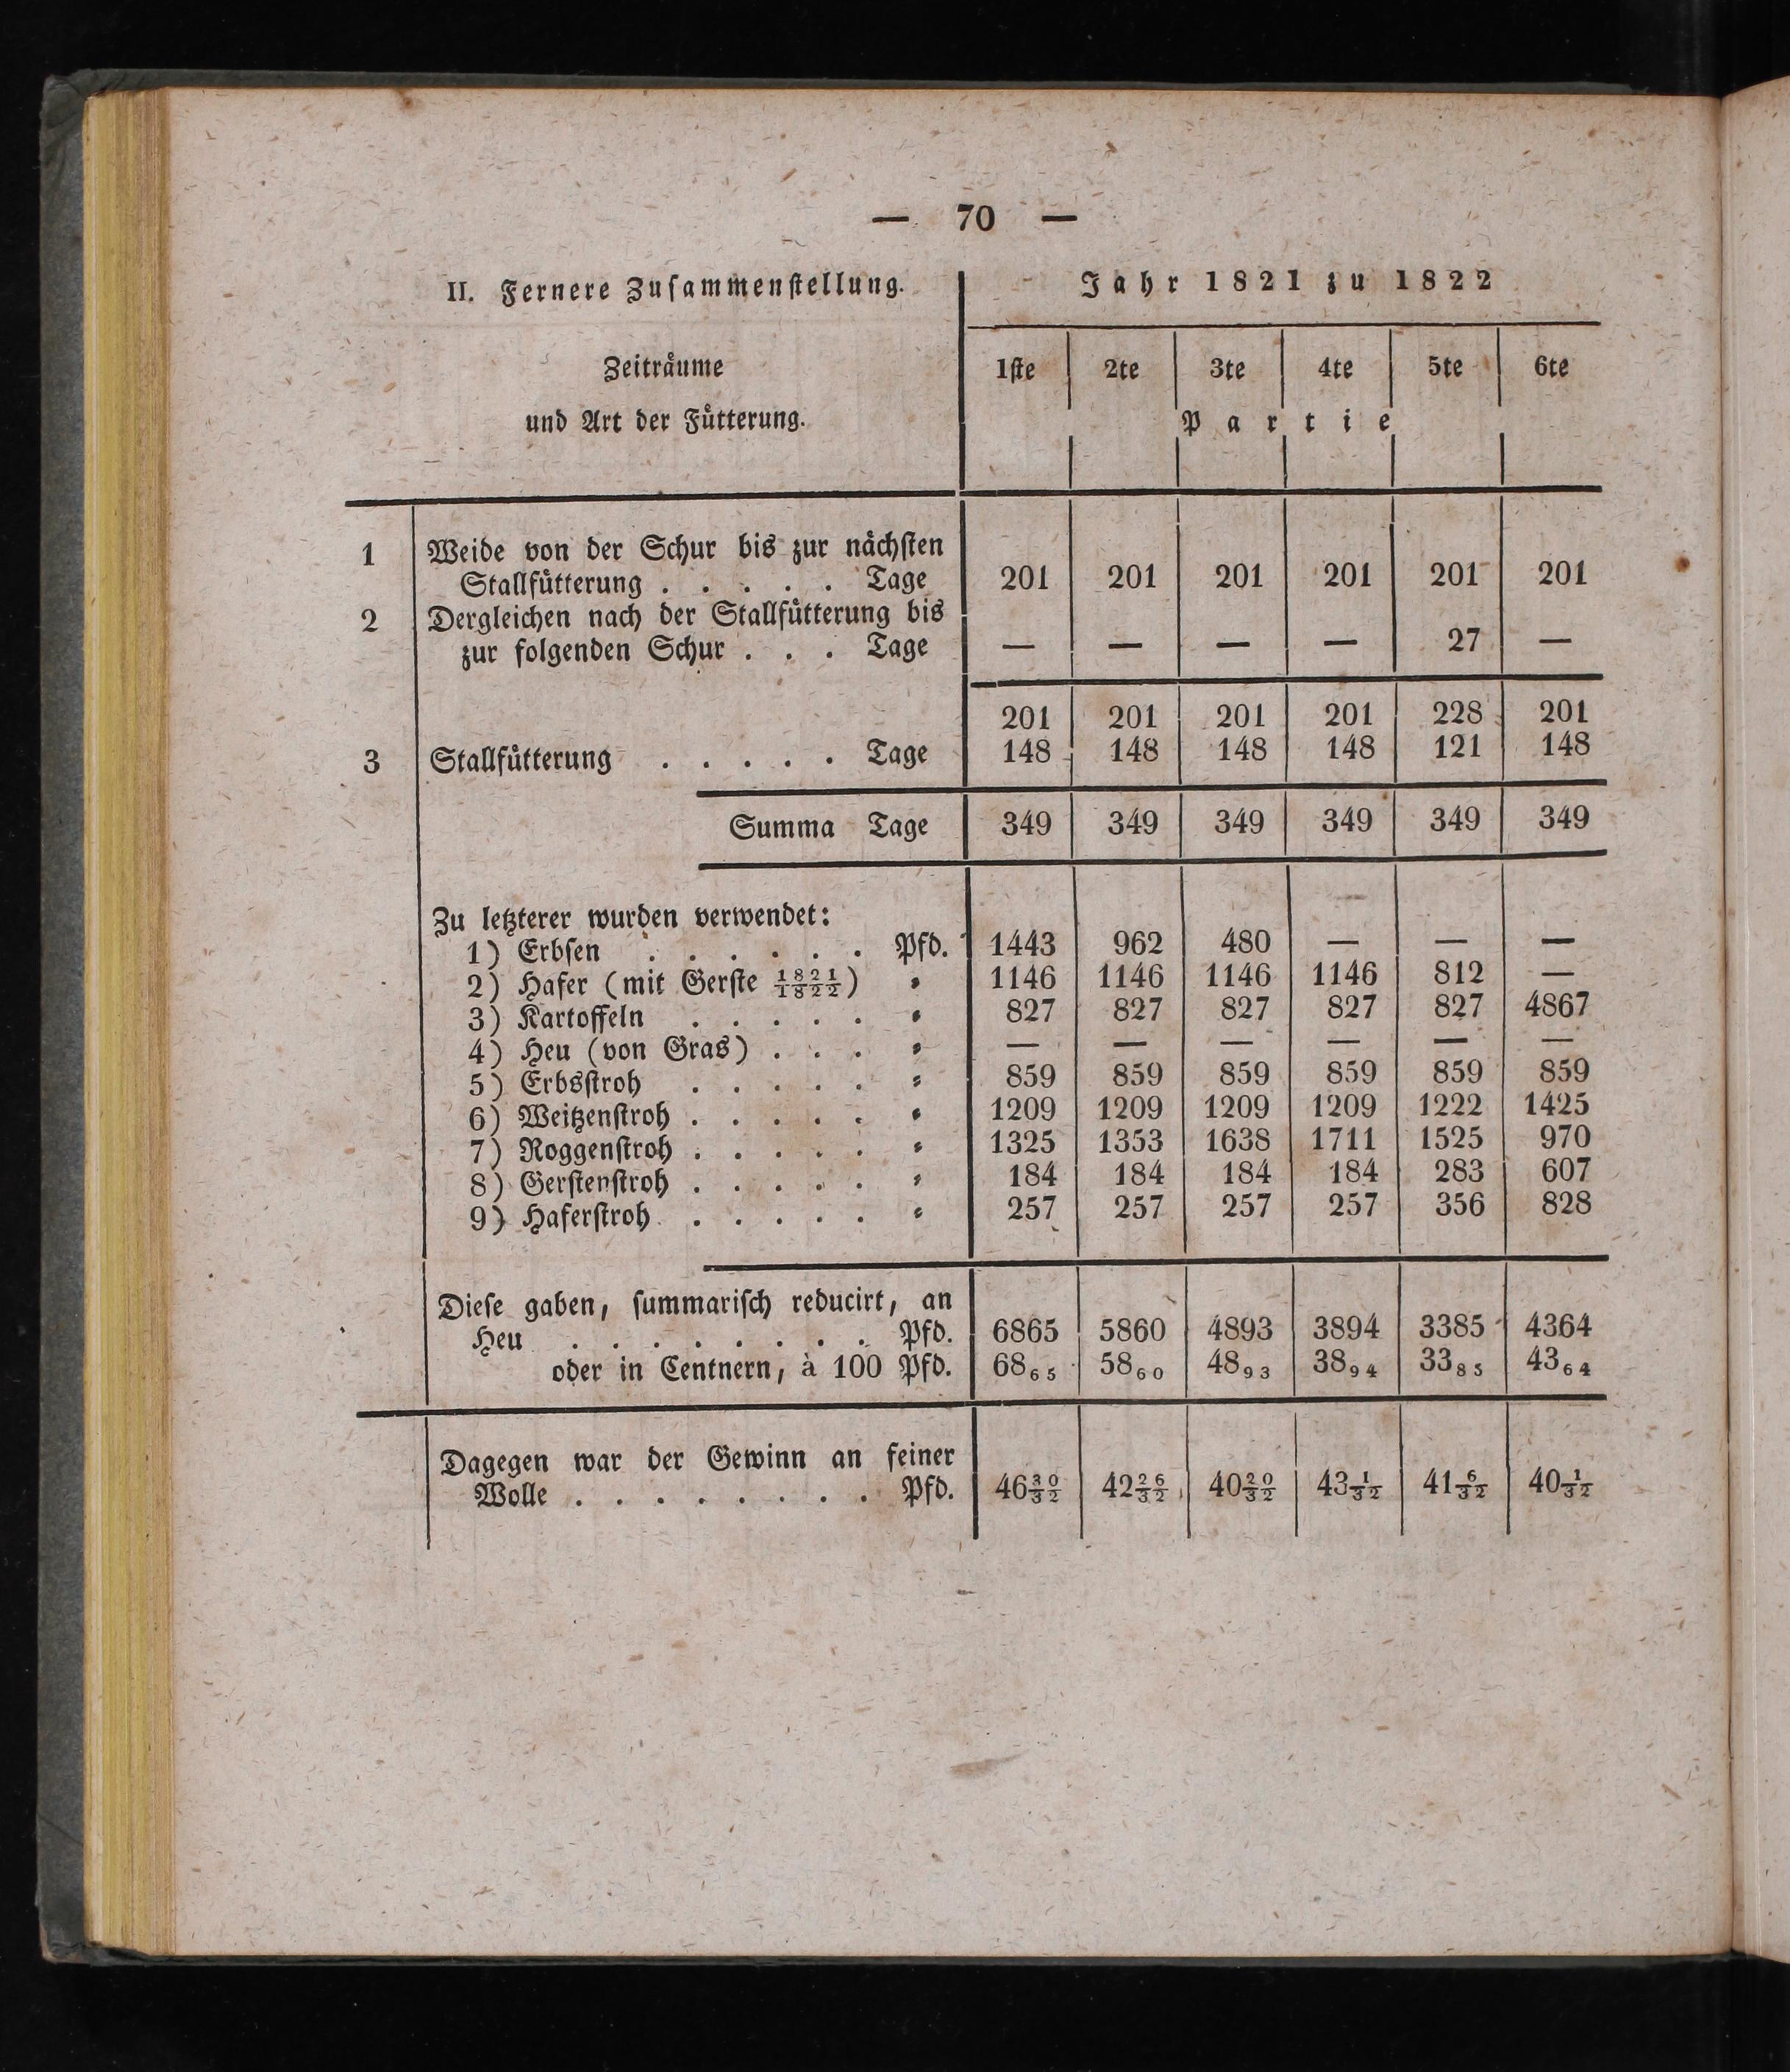 — 70 —
II. Fernere Zuſammenſtellung. Jahr 1821 zu 1822
Zeiträume 1ſte 2te 3te 4te 5te 6te
und Art der Fütterung. Partie
1 Weide von der Schur bis zur nächſten
Stallfütterung . . . . . Tage 201 201 201 201 201 201
2 Dergleichen nach der Stallfütterung bis
zur folgenden Schur . . . Tage — — — — 27 —
201 201 201 201 228 201
3 Stallfütterung . . . . . Tage 148 148 148 148 121 148
Summa Tage 349 349 349 349 349 349
Zu letzterer wurden verwendet:
1) Erbſen . . . . . . Pfd. 1443 962 480 — — —
2) Hafer (mit Gerſte 1821/1822) = 1146 1146 1146 1146 812 —
3) Kartoffeln . . . . . = 827 827 827 827 827 4867
4) Heu (von Gras) . . . = — — — — — —
5) Erbsſtroh . . . . . = 859 859 859 859 859 859
6) Weitzenſtroh . . . . . = 1209 1209 1209 1209 1222 1425
7) Roggenſtroh . . . . . = 1325 1353 1638 1711 1525 970
8) Gerſtenſtroh . . . . . = 184 184 184 184 283 607
9) Haferſtroh . . . . . = 257 257 257 257 356 828
Dieſe gaben, ſummariſch reducirt, an
Heu . . . . . . . . Pfd. 6865 5860 4893 3894 3385 4364
oder in Centnern, à 100 Pfd. 68₆₅ 58₆₀ 48₉₃ 38₉₄ 33₈₅ 43₆₄
Dagegen war der Gewinn an feiner
Wolle . . . . . . . . Pfd. 46 30/32 42 26/32 40 20/32 43 1/32 41 6/32 40 1/32